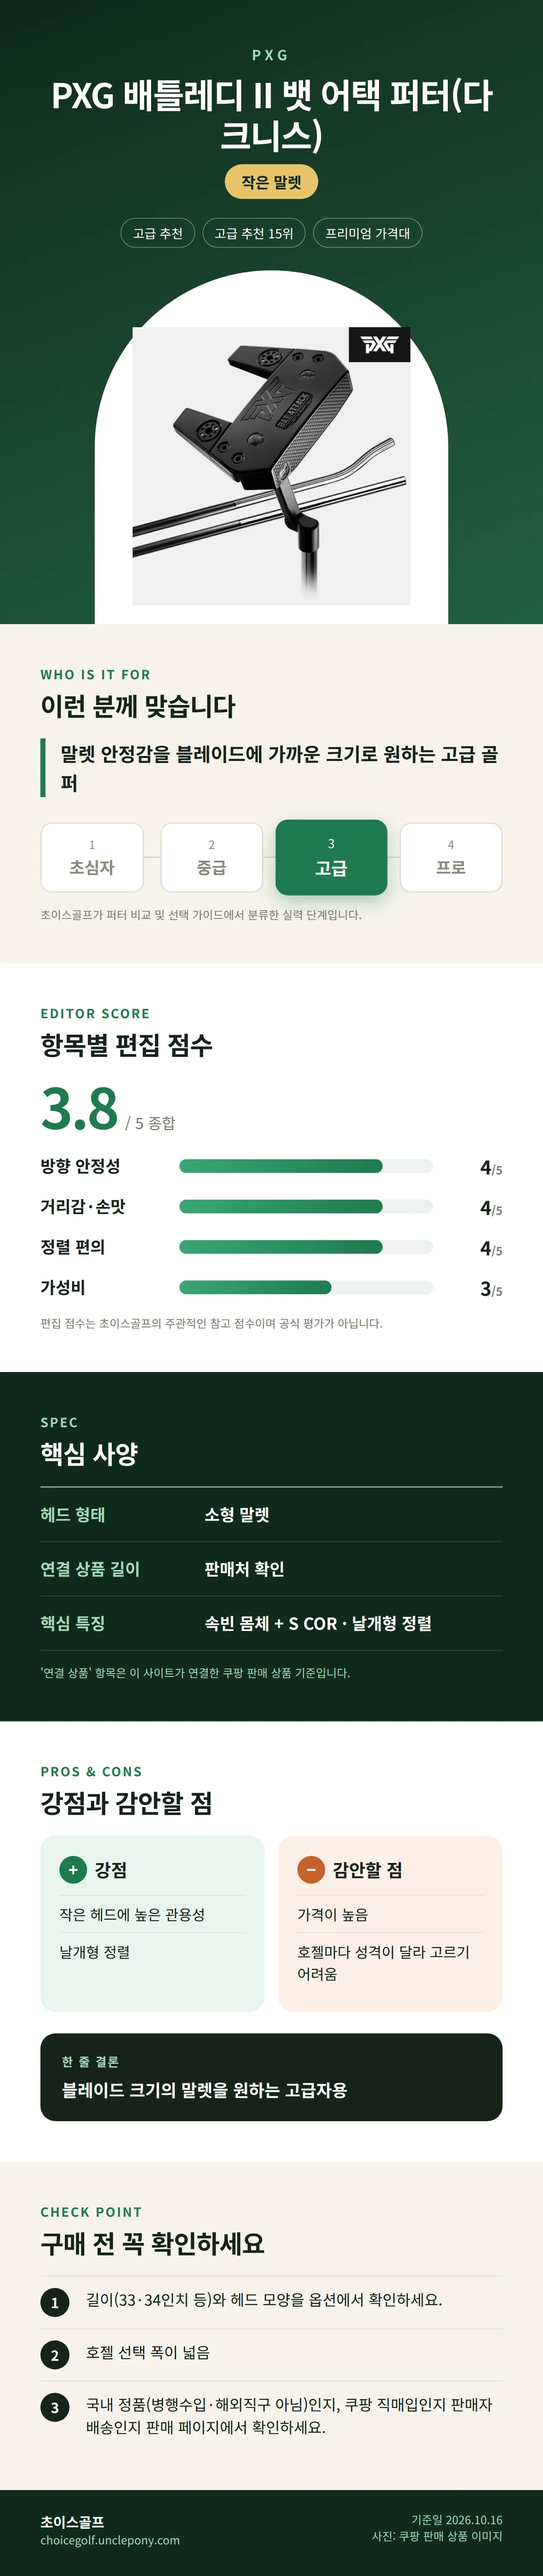 PXG
PXG 배틀레디 II 뱃 어택 퍼터(다
크니스)
작은 말렛
고급 추천
고급 추천 15위
프리미엄 가격대
PXG
PXG
BAT ATTACK
WHO IS IT FOR
이런 분께 맞습니다
말렛 안정감을 블레이드에 가까운 크기로 원하는 고급 골
퍼
1
초심자
2
중급
3
고급
4
프로
초이스골프가 퍼터 비교 및 선택 가이드에서 분류한 실력 단계입니다.
EDITOR SCORE
항목별 편집 점수
3.8 / 5 종합
방향 안정성 4/5
거리감·손맛 4/5
정렬 편의 4/5
가성비 3/5
편집 점수는 초이스골프의 주관적인 참고 점수이며 공식 평가가 아닙니다.
SPEC
핵심 사양
헤드 형태 소형 말렛
연결 상품 길이 판매처 확인
핵심 특징 속빈 몸체 + S COR · 날개형 정렬
'연결 상품' 항목은 이 사이트가 연결한 쿠팡 판매 상품 기준입니다.
PROS & CONS
강점과 감안할 점
+ 강점
작은 헤드에 높은 관용성
날개형 정렬
− 감안할 점
가격이 높음
호젤마다 성격이 달라 고르기
어려움
한 줄 결론
블레이드 크기의 말렛을 원하는 고급자용
CHECK POINT
구매 전 꼭 확인하세요
1 길이(33·34인치 등)와 헤드 모양을 옵션에서 확인하세요.
2 호젤 선택 폭이 넓음
3 국내 정품(병행수입·해외직구 아님)인지, 쿠팡 직매입인지 판매자
배송인지 판매 페이지에서 확인하세요.
초이스골프
choicegolf.unclepony.com
기준일 2026.10.16
사진: 쿠팡 판매 상품 이미지